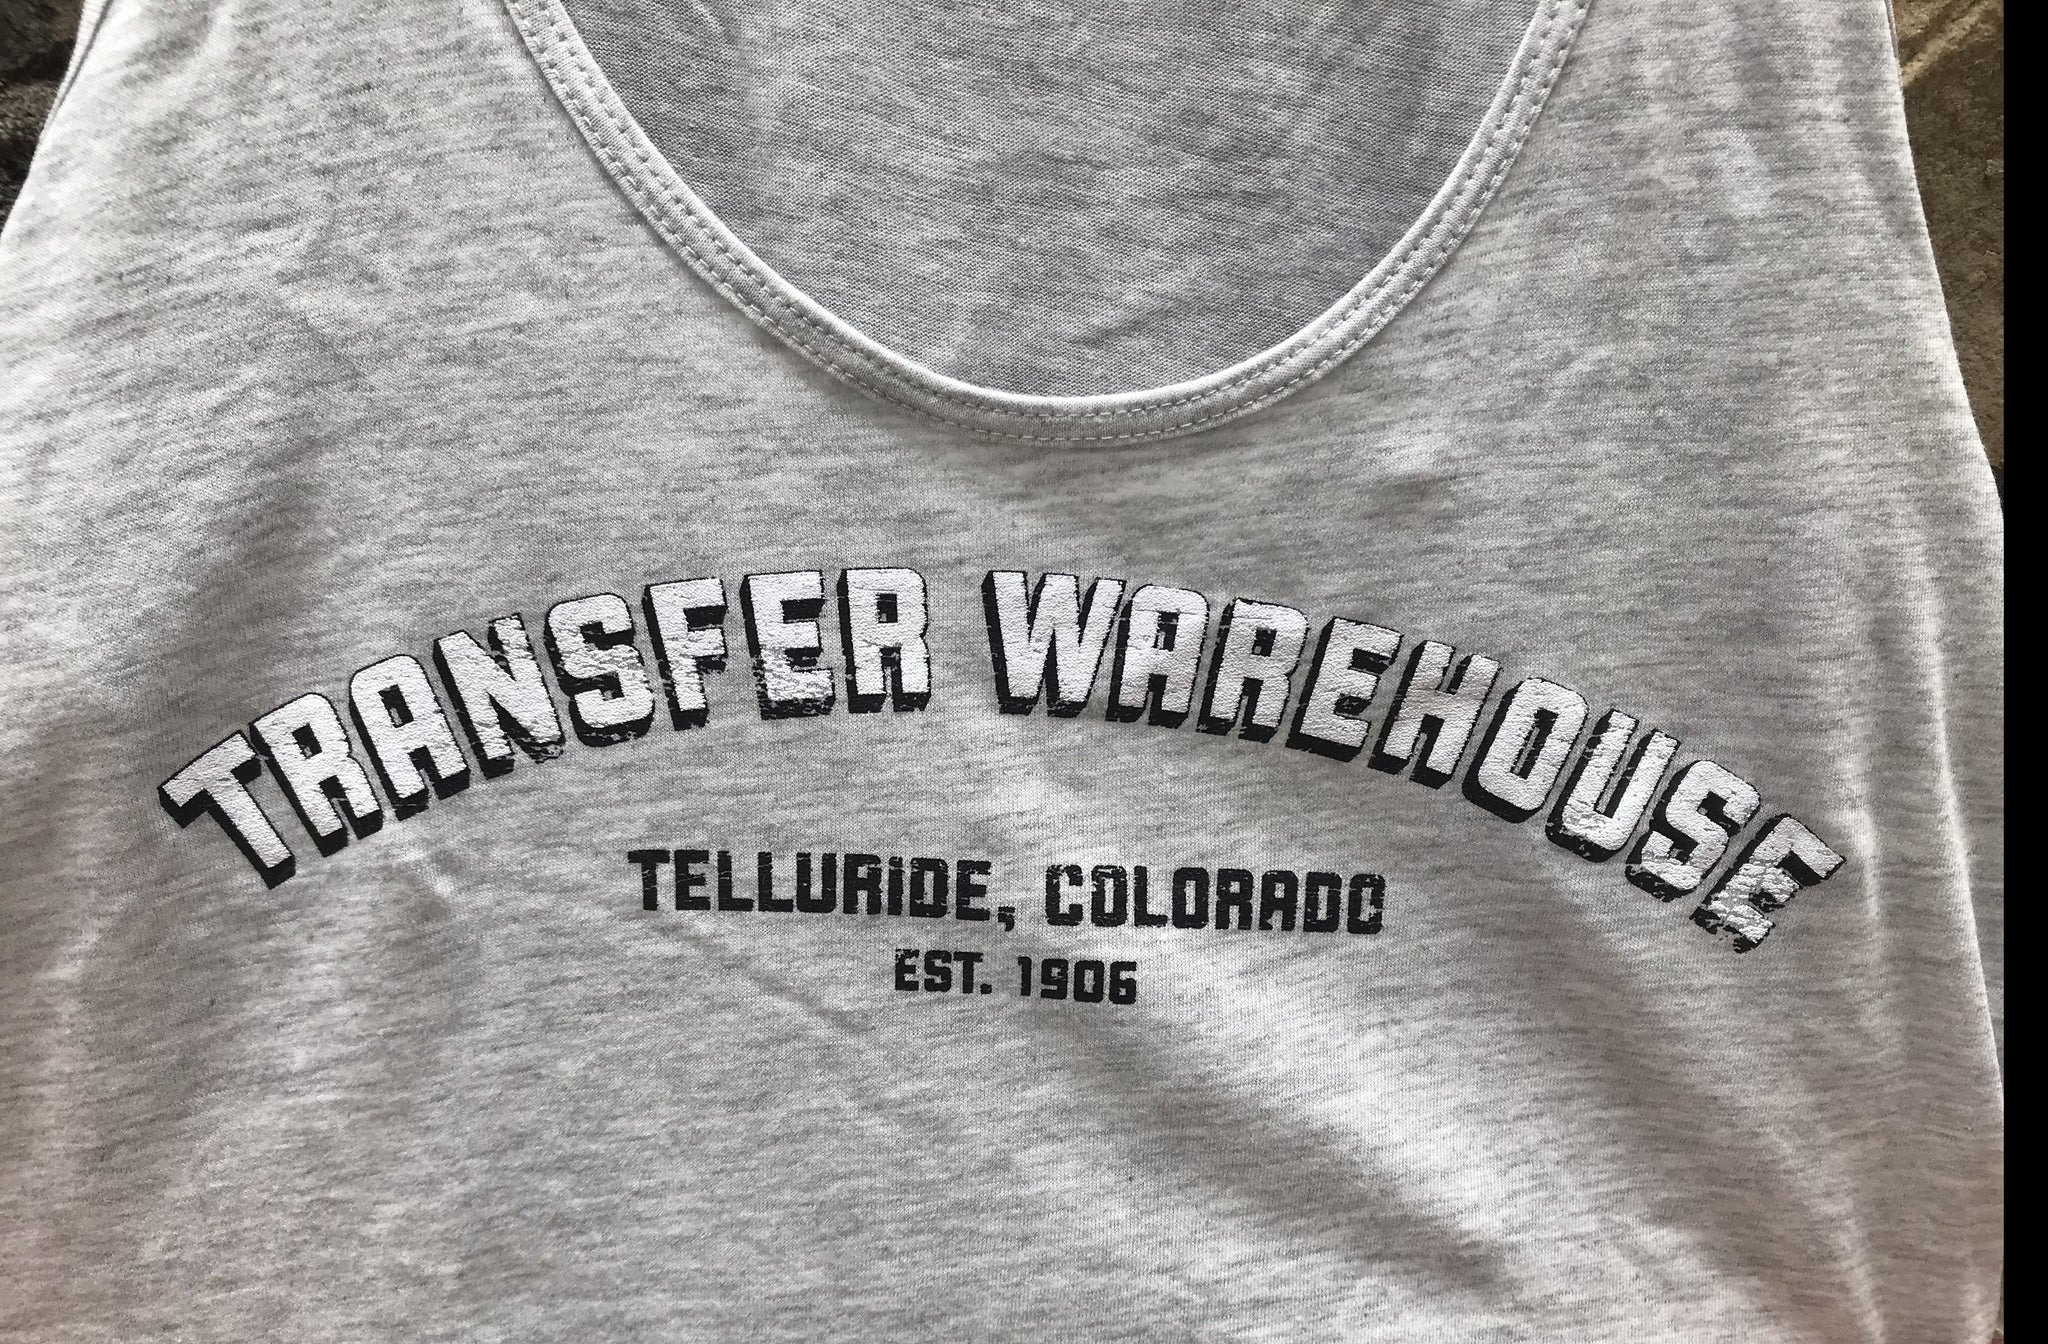 TRANSFER WAREHOUSE
TELLURIDE, COLORADO
EST. 1906